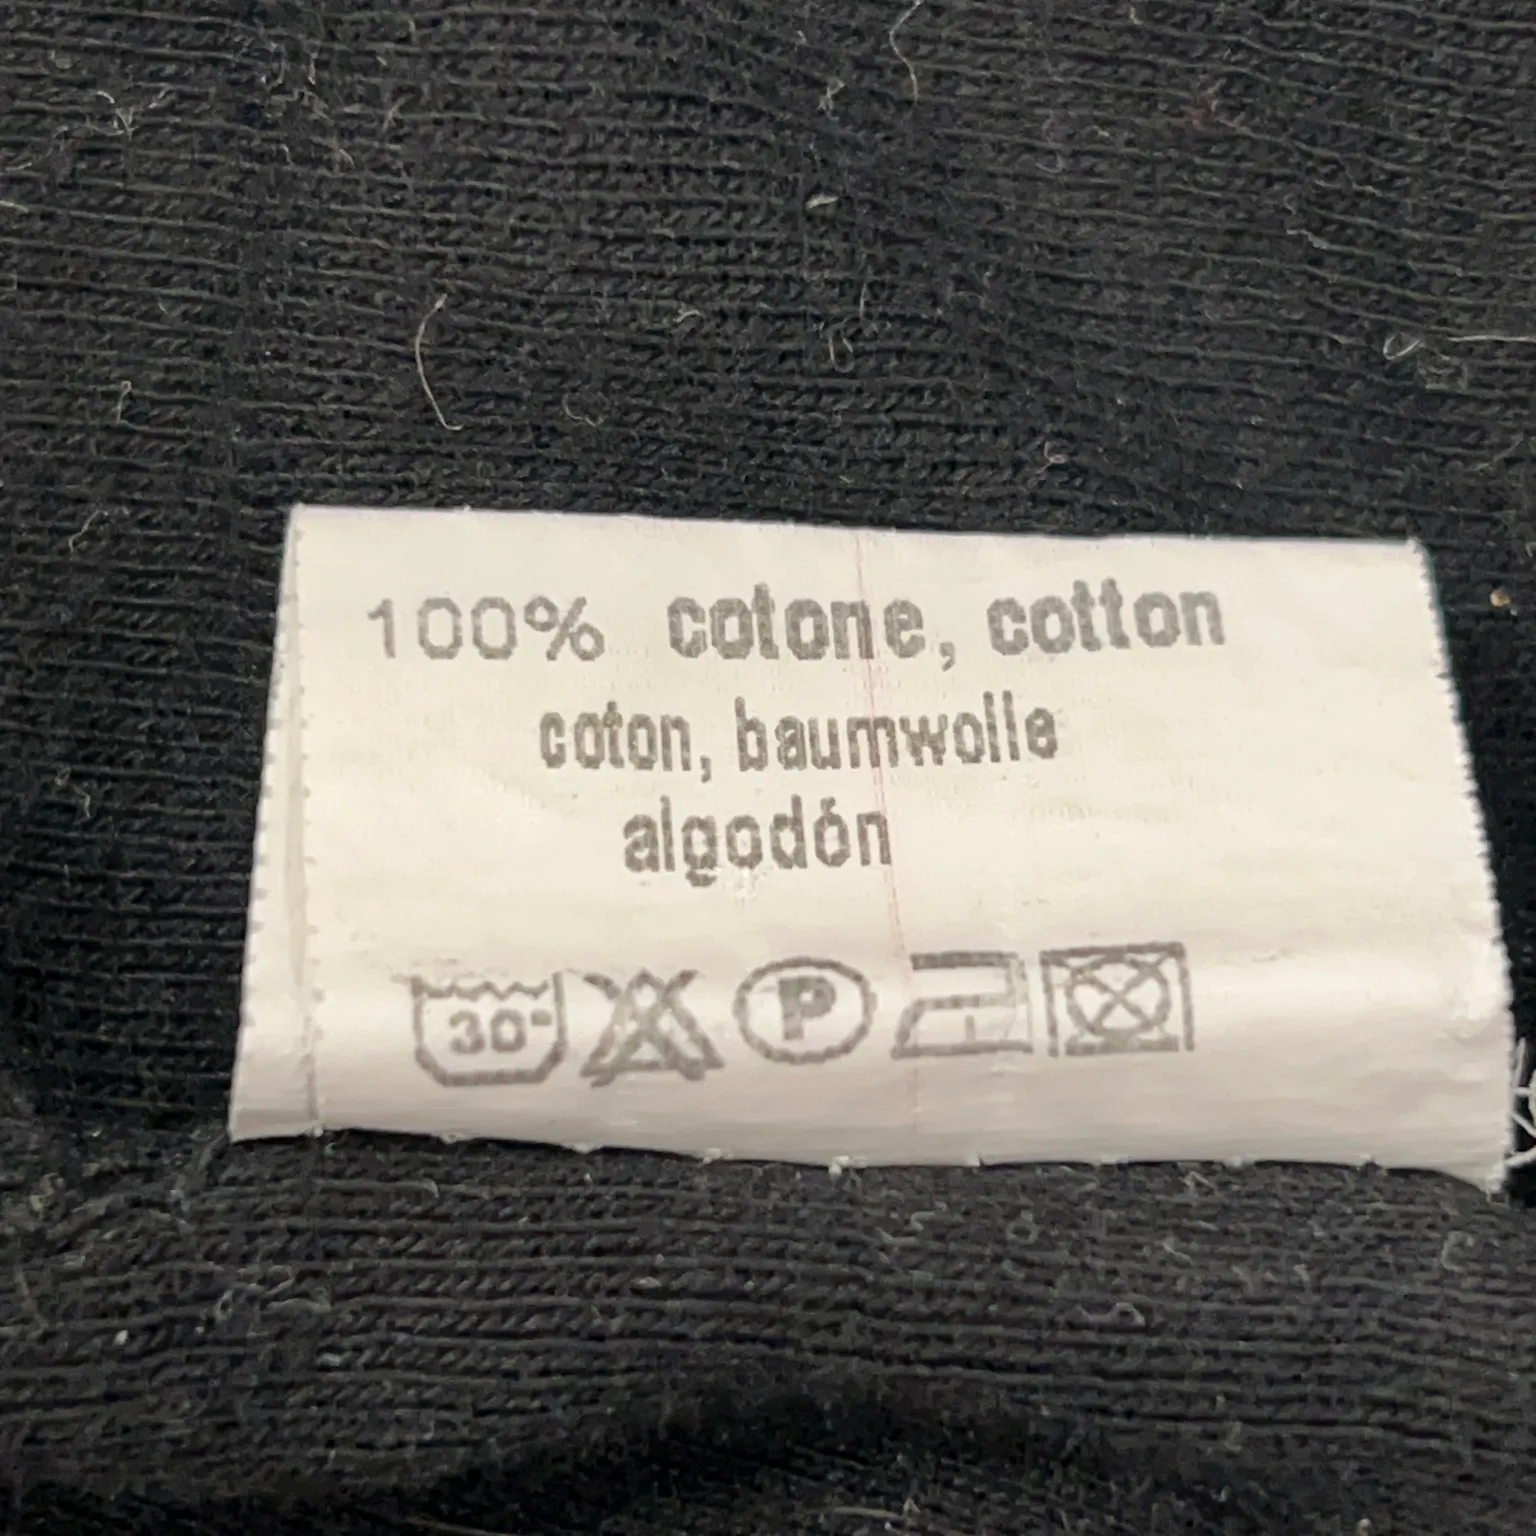 100% cotone, cotton
coton, baumwolle
algodón
30° P